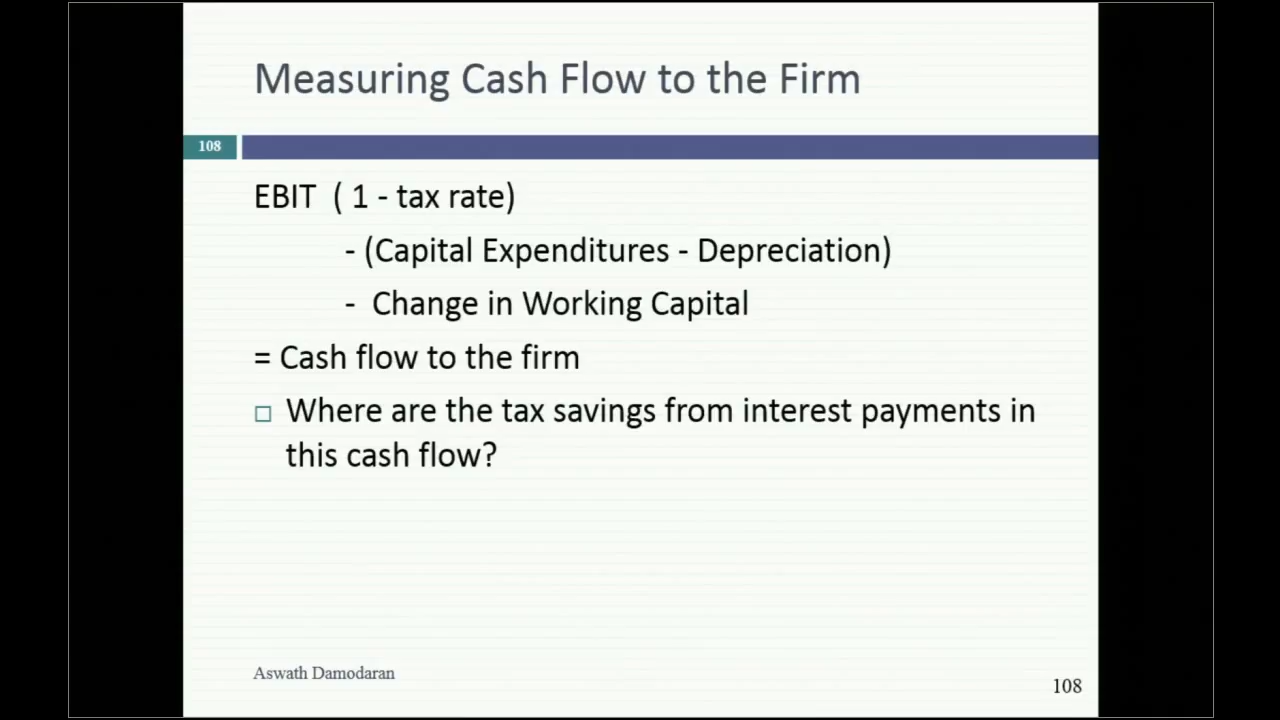 Measuring Cash Flow to the Firm
108
EBIT ( 1 - tax rate)
- (Capital Expenditures - Depreciation)
- Change in Working Capital
= Cash flow to the firm
Where are the tax savings from interest payments in
this cash flow?
Aswath Damodaran
108